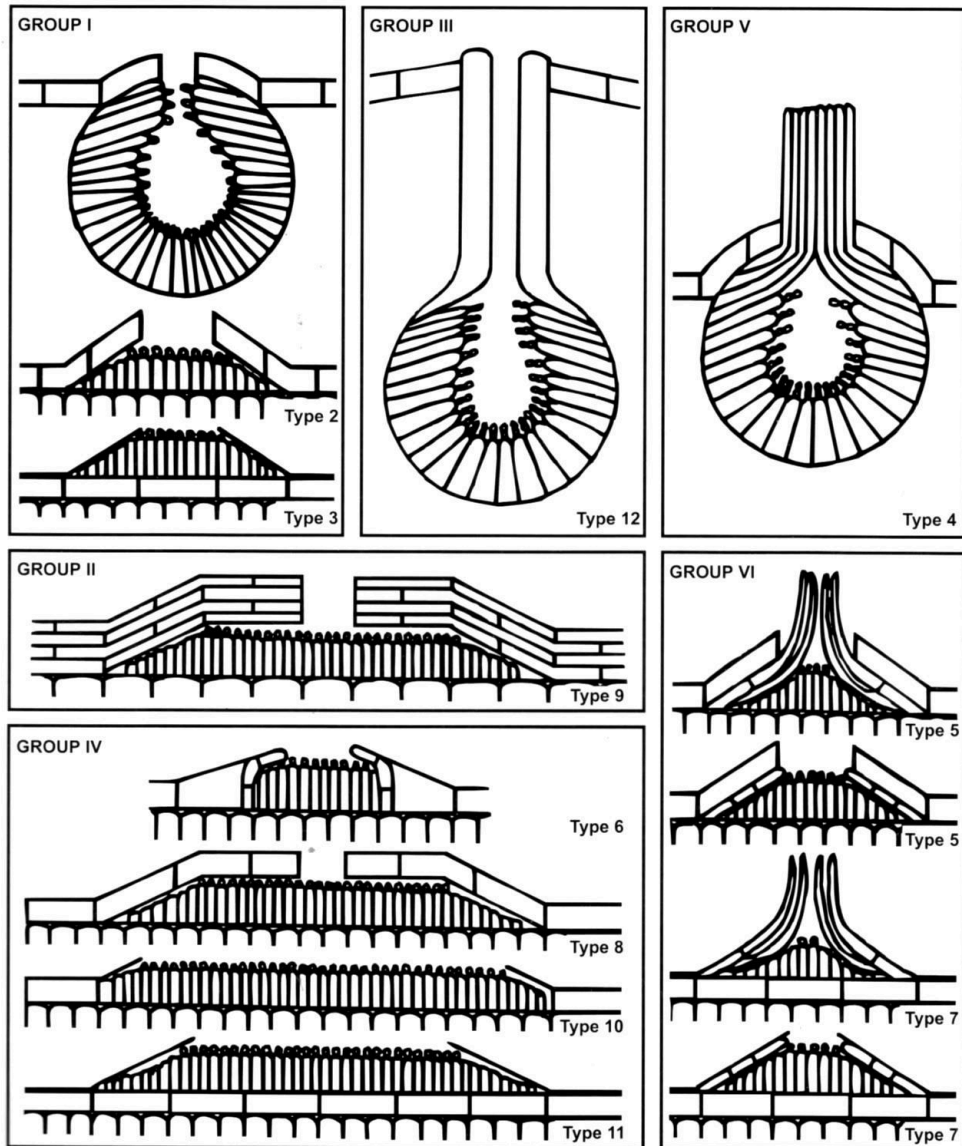 GROUP I
Type 2
Type 3
GROUP III
Type 12
GROUP V
Type 4
GROUP II
Type 9
GROUP IV
Type 6
Type 8
Type 10
Type 11
GROUP VI
Type 5
Type 5
Type 7
Type 7